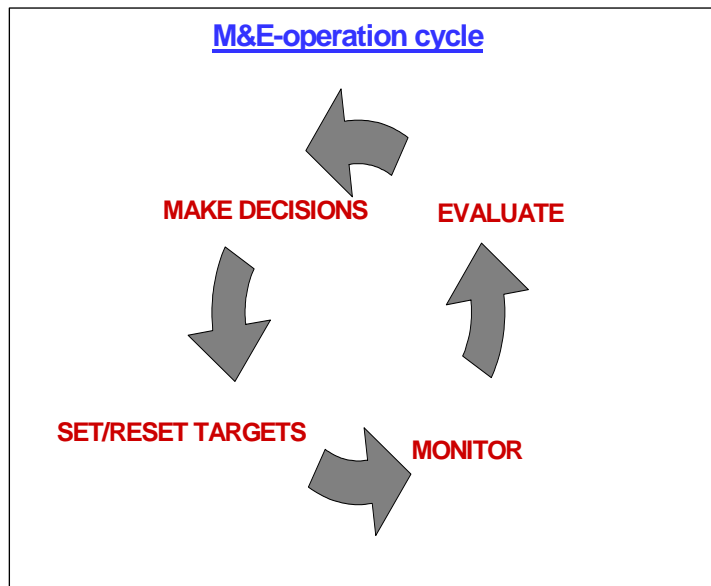 M&E-operation cycle
MAKE DECISIONS
EVALUATE
SET/RESET TARGETS
MONITOR